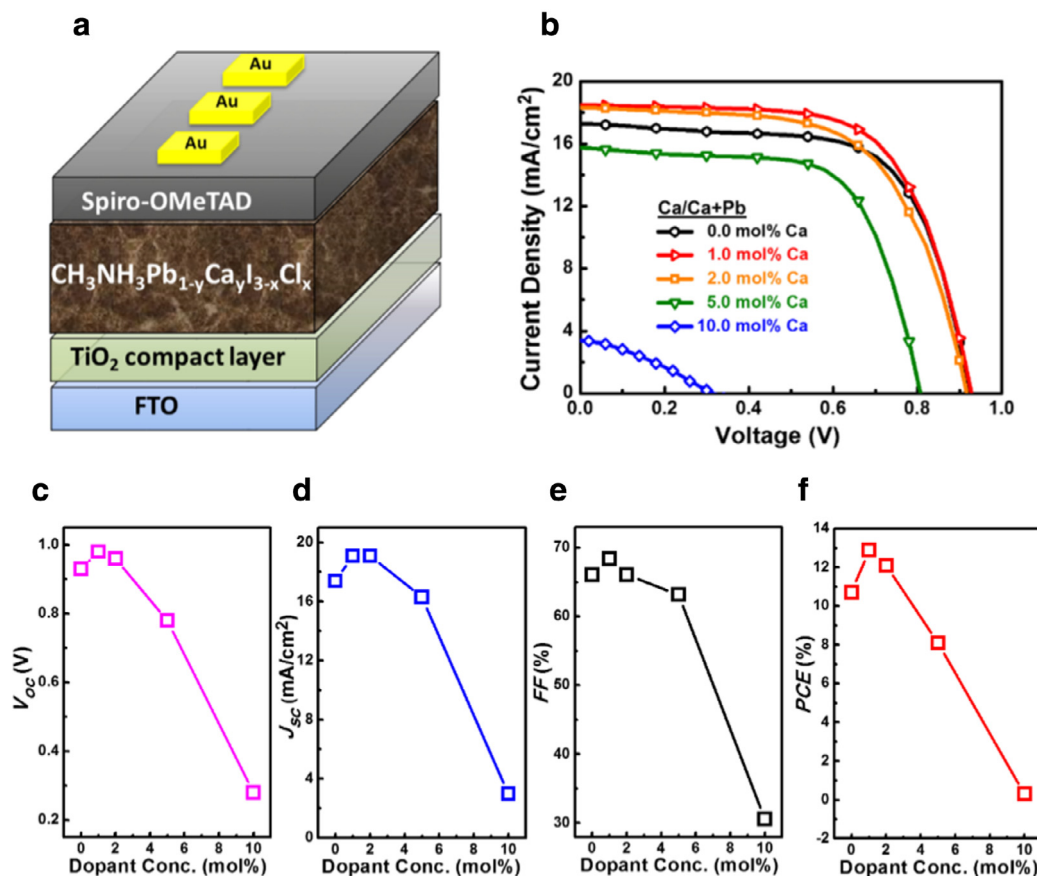 a
Au
Au
Au
Spiro-OMeTAD
CH₃NH₃Pb₁₋yCayI₃₋ₓClₓ
TiO₂ compact layer
FTO
b
Current Density (mA/cm²)
18
16
12
8
4
0
Ca/Ca+Pb
0.0 mol% Ca
1.0 mol% Ca
2.0 mol% Ca
5.0 mol% Ca
10.0 mol% Ca
0.0 0.2 0.4 0.6 0.8 1.0
Voltage (V)
c
Voc (V)
1.0
0.8
0.6
0.4
0.2
0 2 4 6 8 10
Dopant Conc. (mol%)
d
JSC (mA/cm²)
20
16
12
8
4
0
0 2 4 6 8 10
Dopant Conc. (mol%)
e
FF (%)
70
60
50
40
30
0 2 4 6 8 10
Dopant Conc. (mol%)
f
PCE (%)
14
12
10
8
6
4
2
0
-2
0 2 4 6 8 10
Dopant Conc. (mol%)